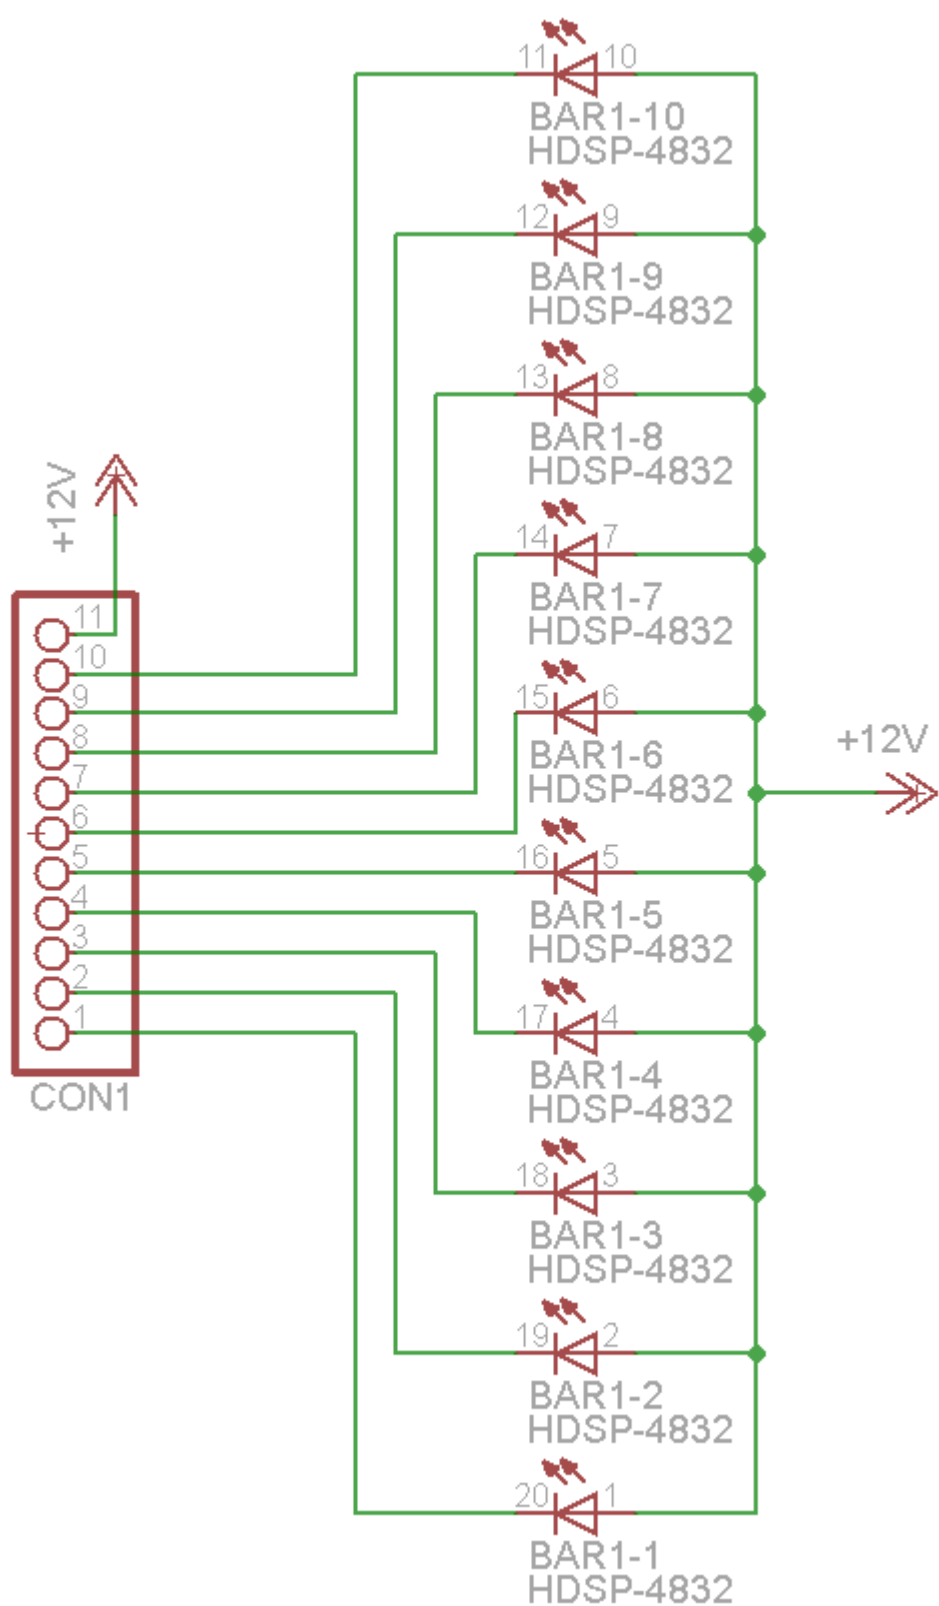 11 10
BAR1-10
HDSP-4832
12 9
BAR1-9
HDSP-4832
13 8
BAR1-8
HDSP-4832
14 7
BAR1-7
HDSP-4832
15 6
BAR1-6
HDSP-4832
16 5
BAR1-5
HDSP-4832
17 4
BAR1-4
HDSP-4832
18 3
BAR1-3
HDSP-4832
19 2
BAR1-2
HDSP-4832
20 1
BAR1-1
HDSP-4832
+12V
11
10
9
8
7
6
5
4
3
2
1
CON1
+12V